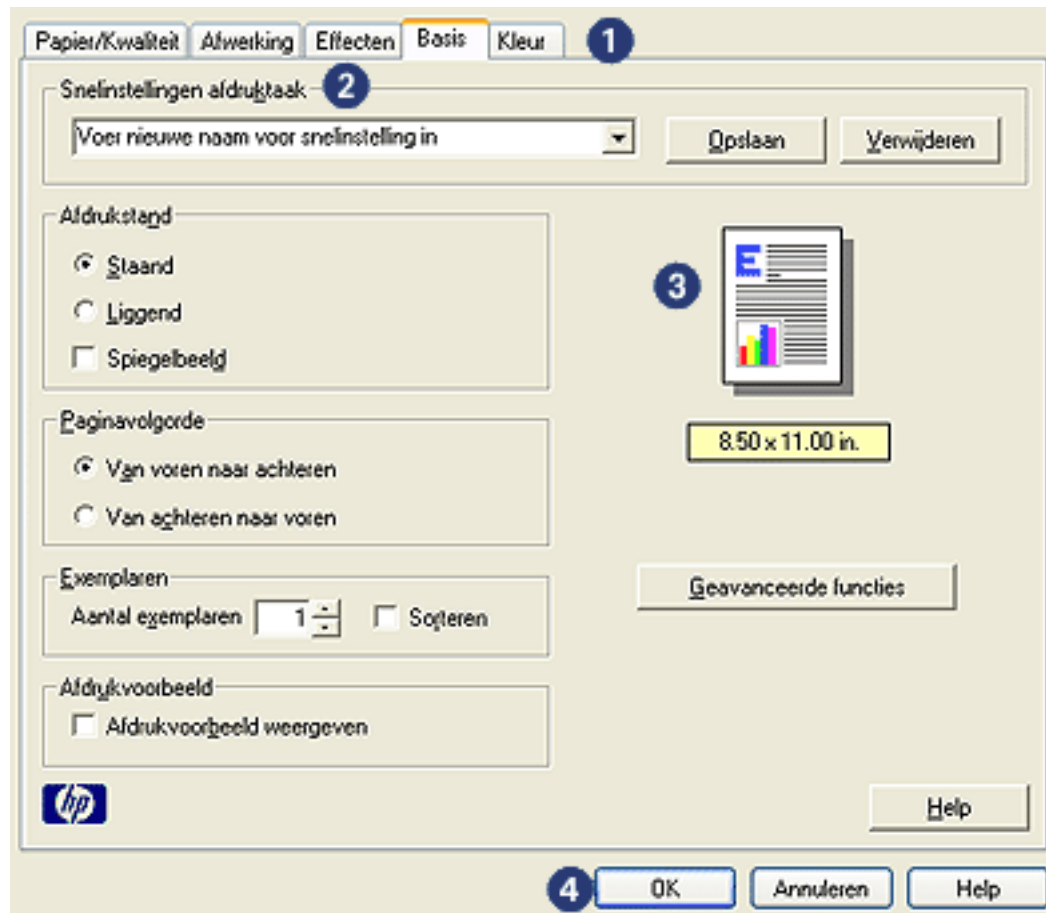 Papier/Kwaliteit Afwerking Effecten Basis Kleur 1
Snelinstellingen afdruktaak 2
Voer nieuwe naam voor snelinstelling in Opslaan Verwijderen
Afdrukstand
Staand
Liggend
Spiegelbeeld
3
E
8.50 x 11.00 in.
Paginavolgorde
Van voren naar achteren
Van achteren naar voren
Exemplaren
Aantal exemplaren 1 Sorteren
Geavanceerde functies
Afdrukvoorbeeld
Afdrukvoorbeeld weergeven
hp
Help
4 OK Annuleren Help